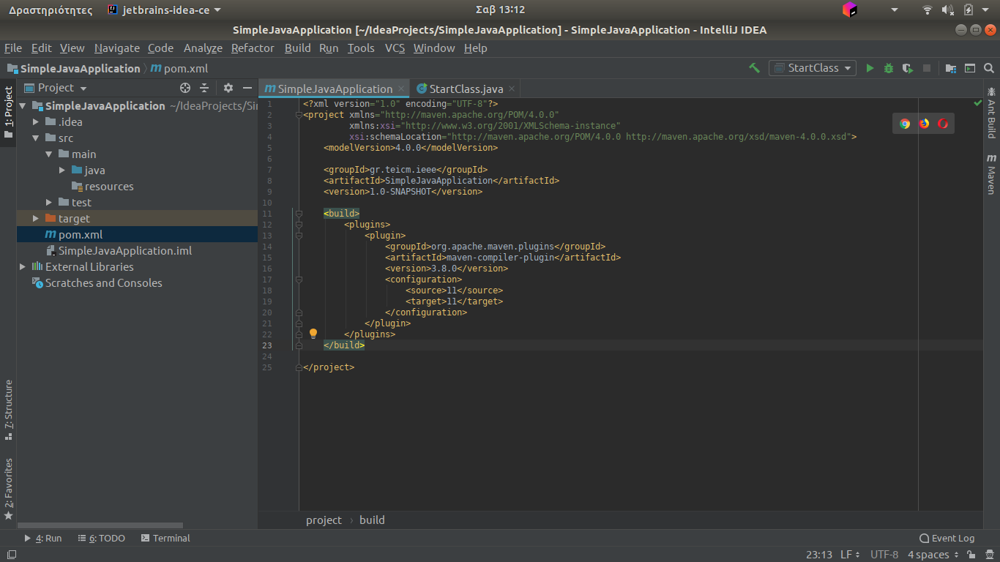 Δραστηριότητες jetbrains-idea-ce Σαβ 13:12
SimpleJavaApplication [~/IdeaProjects/SimpleJavaApplication] - SimpleJavaApplication - IntelliJ IDEA
File Edit View Navigate Code Analyze Refactor Build Run Tools VCS Window Help
SimpleJavaApplication m pom.xml StartClass
1: Project
7: Structure
2: Favorites
Project
SimpleJavaApplication ~/IdeaProjects/Si
.idea
src
main
java
resources
test
target
m pom.xml
SimpleJavaApplication.iml
External Libraries
Scratches and Consoles
m SimpleJavaApplication StartClass.java
1 <?xml version="1.0" encoding="UTF-8"?>
2 <project xmlns="http://maven.apache.org/POM/4.0.0"
3 xmlns:xsi="http://www.w3.org/2001/XMLSchema-instance"
4 xsi:schemaLocation="http://maven.apache.org/POM/4.0.0 http://maven.apache.org/xsd/maven-4.0.0.xsd">
5 <modelVersion>4.0.0</modelVersion>
6
7 <groupId>gr.teicm.ieee</groupId>
8 <artifactId>SimpleJavaApplication</artifactId>
9 <version>1.0-SNAPSHOT</version>
10
11 <build>
12 <plugins>
13 <plugin>
14 <groupId>org.apache.maven.plugins</groupId>
15 <artifactId>maven-compiler-plugin</artifactId>
16 <version>3.8.0</version>
17 <configuration>
18 <source>11</source>
19 <target>11</target>
20 </configuration>
21 </plugin>
22 </plugins>
23 </build>
24
25 </project>
Ant Build
m Maven
project › build
4: Run 6: TODO Terminal Event Log
23:13 LF UTF-8 4 spaces